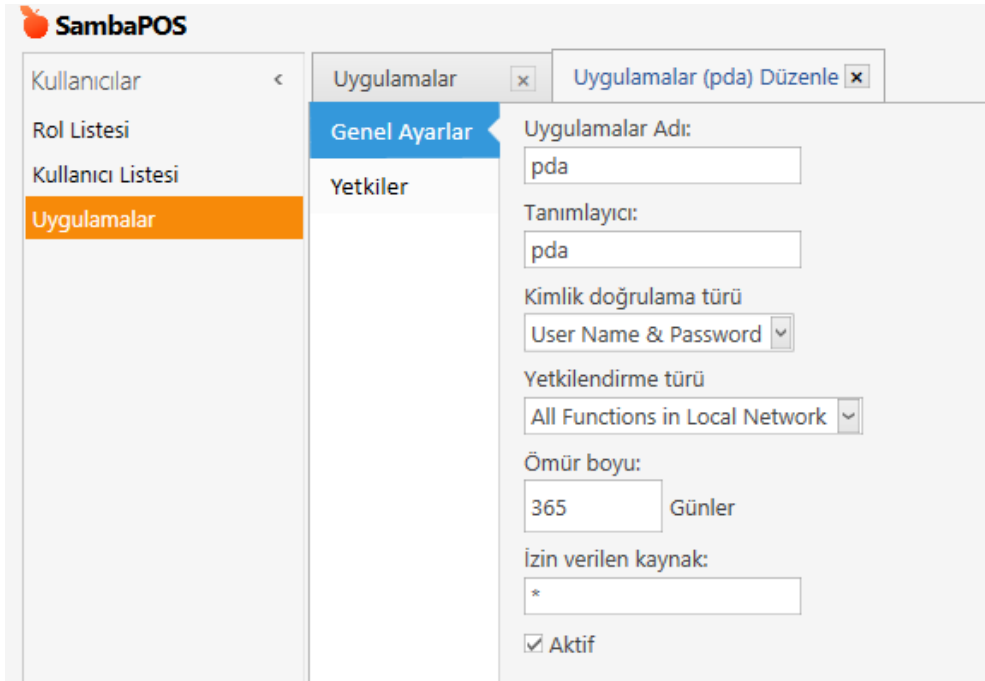 SambaPOS
Kullanıcılar
Rol Listesi
Kullanıcı Listesi
Uygulamalar
Uygulamalar
Uygulamalar (pda) Düzenle
Genel Ayarlar
Yetkiler
Uygulamalar Adı:
pda
Tanımlayıcı:
pda
Kimlik doğrulama türü
User Name & Password
Yetkilendirme türü
All Functions in Local Network
Ömür boyu:
365 Günler
İzin verilen kaynak:
*
Aktif